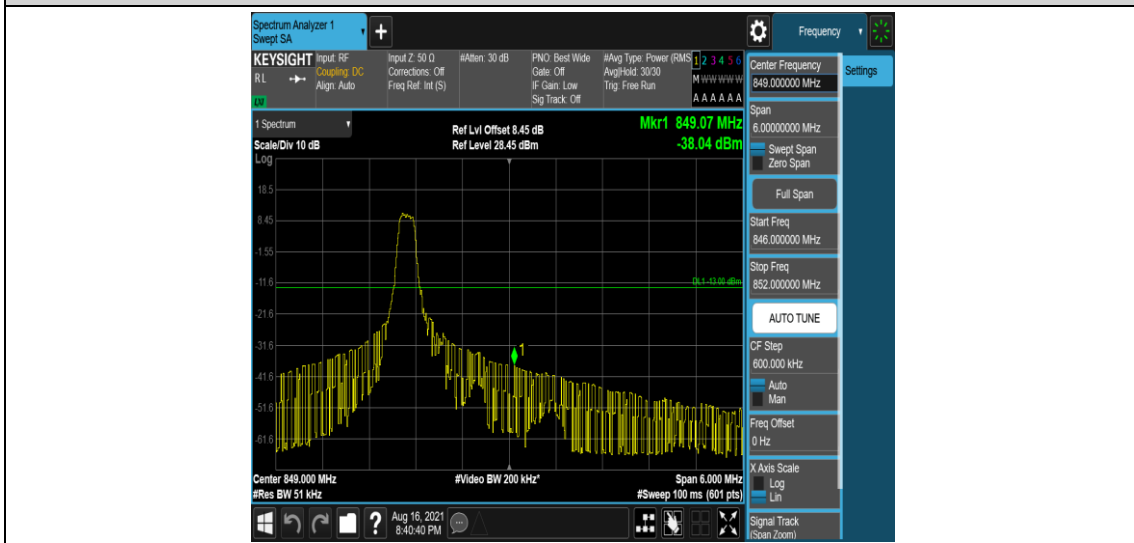 Spectrum Analyzer 1
Swept SA
Frequency
KEYSIGHT
RL
Input: RF
Coupling: DC
Align: Auto
Input Z: 50 Ω
Corrections: Off
Freq Ref: Int (S)
#Atten: 30 dB
PNO: Best Wide
Gate: Off
IF Gain: Low
Sig Track: Off
#Avg Type: Power (RMS
Avg|Hold: 30/30
Trig: Free Run
1 2 3 4 5 6
M W W W W W
A A A A A A
1 Spectrum
Scale/Div 10 dB
Ref Lvl Offset 8.45 dB
Ref Level 28.45 dBm
Mkr1 849.07 MHz
-38.04 dBm
Log
18.5
8.45
-1.55
-11.6
-21.6
-31.6
-41.6
-51.6
-61.6
DL1 -13.00 dBm
1
Center 849.000 MHz
#Res BW 51 kHz
#Video BW 200 kHz*
Span 6.000 MHz
#Sweep 100 ms (601 pts)
?
Aug 16, 2021
8:40:40 PM
Center Frequency
849.000000 MHz
Settings
Span
6.00000000 MHz
Swept Span
Zero Span
Full Span
Start Freq
846.000000 MHz
Stop Freq
852.000000 MHz
AUTO TUNE
CF Step
600.000 kHz
Auto
Man
Freq Offset
0 Hz
X Axis Scale
Log
Lin
Signal Track
(Span Zoom)